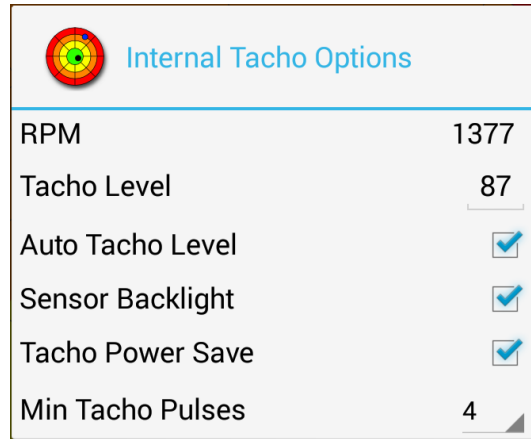 Internal Tacho Options
RPM 1377
Tacho Level 87
Auto Tacho Level
Sensor Backlight
Tacho Power Save
Min Tacho Pulses 4